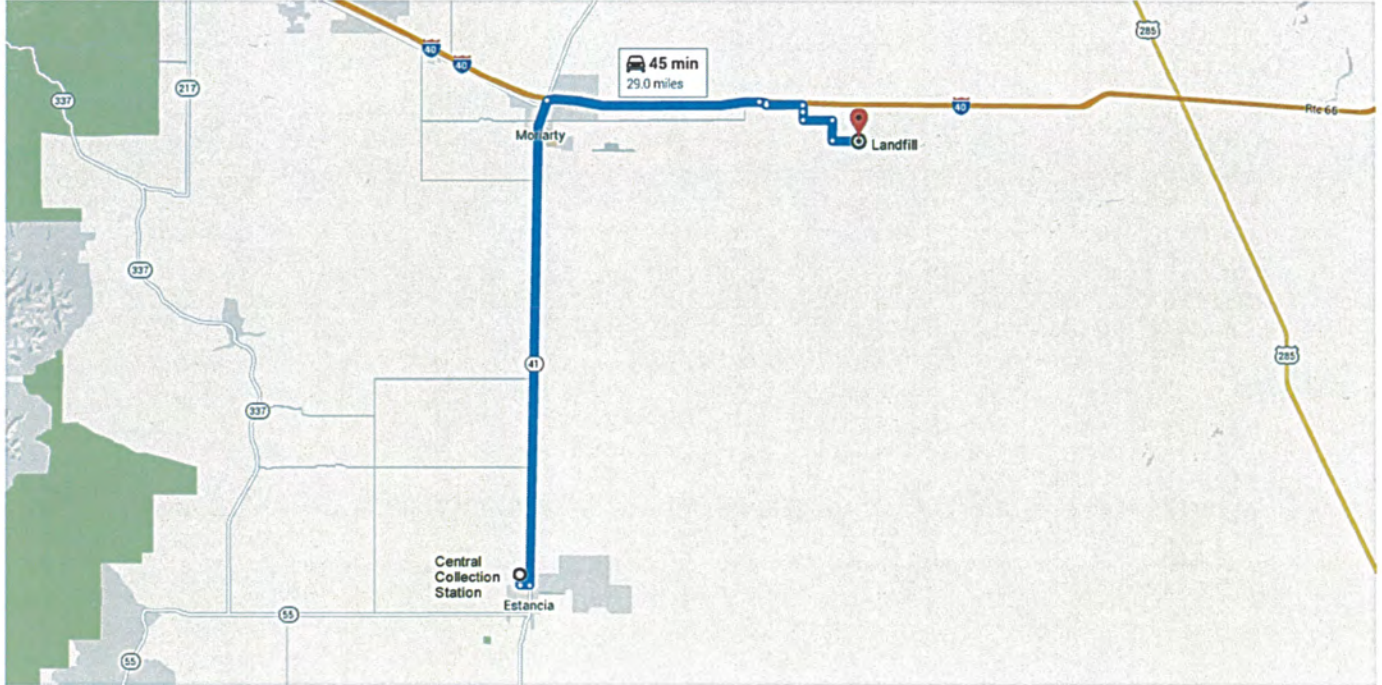 285
40
40
45 min
29.0 miles
217
337
40
Rte 66
Moriarty
Landfill
337
285
41
337
Central
Collection
Station
Estancia
55
55